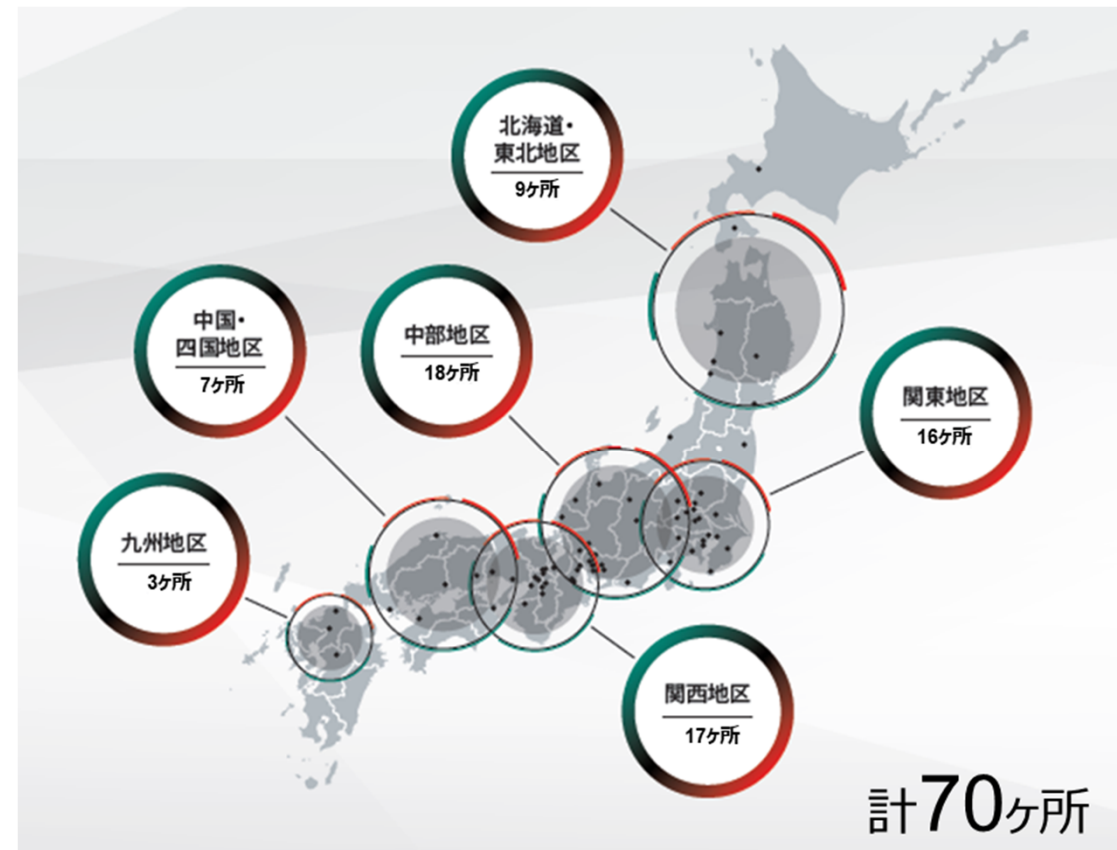 北海道・
東北地区
9ヶ所
中国・
四国地区
7ヶ所
中部地区
18ヶ所
関東地区
16ヶ所
九州地区
3ヶ所
関西地区
17ヶ所
計70ヶ所